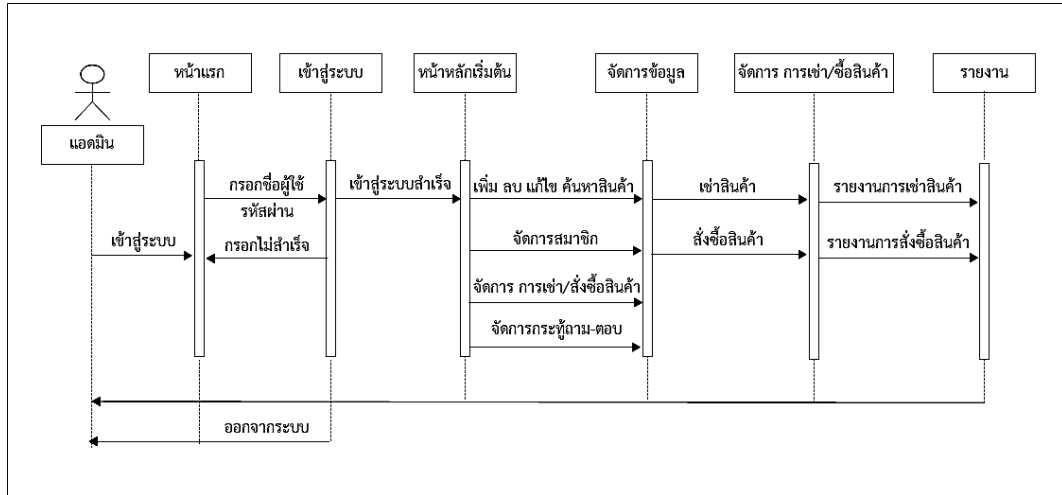 หน้าแรก
เข้าสู่ระบบ
หน้าหลักเริ่มต้น
จัดการข้อมูล
จัดการ การเช่า/ซื้อสินค้า
รายงาน
แอดมิน
กรอกชื่อผู้ใช้
รหัสผ่าน
เข้าสู่ระบบสำเร็จ
เพิ่ม ลบ แก้ไข ค้นหาสินค้า
เช่าสินค้า
รายงานการเช่าสินค้า
เข้าสู่ระบบ
กรอกไม่สำเร็จ
จัดการสมาชิก
สั่งซื้อสินค้า
รายงานการสั่งซื้อสินค้า
จัดการ การเช่า/สั่งซื้อสินค้า
จัดการกระทู้ถาม-ตอบ
ออกจากระบบ